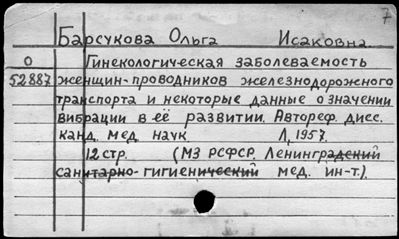 7
Барсукова Ольга Исаковна.
О Гинекологическая заболеваемость
52887 женщин-проводников железнодорожного
транспорта и некоторые данные о значении
вибрации в её развитии. Автореф. дисс.
канд. мед. наук Л, 1957.
12 стр. (МЗ РСФСР. Ленинградский
санитарно-гигиенический мед. ин-т.).